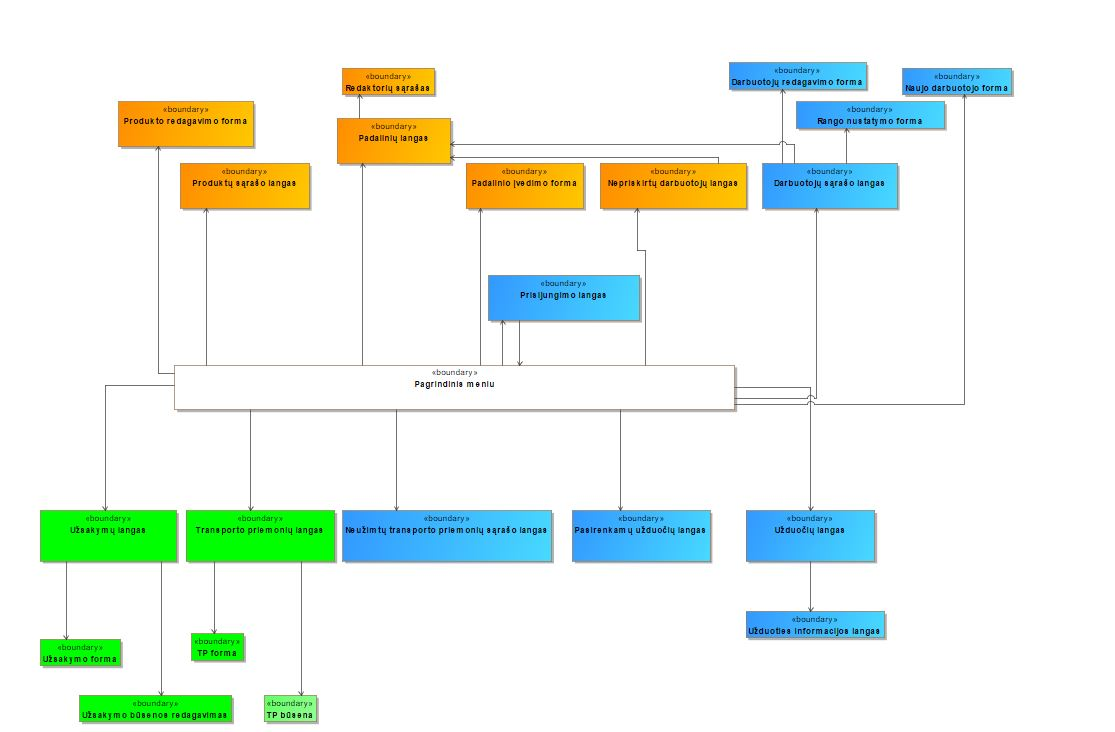 «boundary»
Darbuotojų redagavimo forma
«boundary»
Redaktorių sąrašas
«boundary»
Naujo darbuotojo forma
«boundary»
Produkto redagavimo forma
«boundary»
Rango nustatymo forma
«boundary»
Padalinių langas
«boundary»
Produktų sąrašo langas
«boundary»
Padalinio įvedimo forma
«boundary»
Nepriskirtų darbuotojų langas
«boundary»
Darbuotojų sąrašo langas
«boundary»
Prisijungimo langas
«boundary»
Pagrindinis meniu
«boundary»
Užsakymų langas
«boundary»
Transporto priemonių langas
«boundary»
Neužimtų transporto priemonių sąrašo langas
«boundary»
Pasirenkamų užduočių langas
«boundary»
Užduočių langas
«boundary»
Užduoties informacijos langas
«boundary»
TP forma
«boundary»
Užsakymo forma
«boundary»
Užsakymo būsenos redagavimas
«boundary»
TP būsena